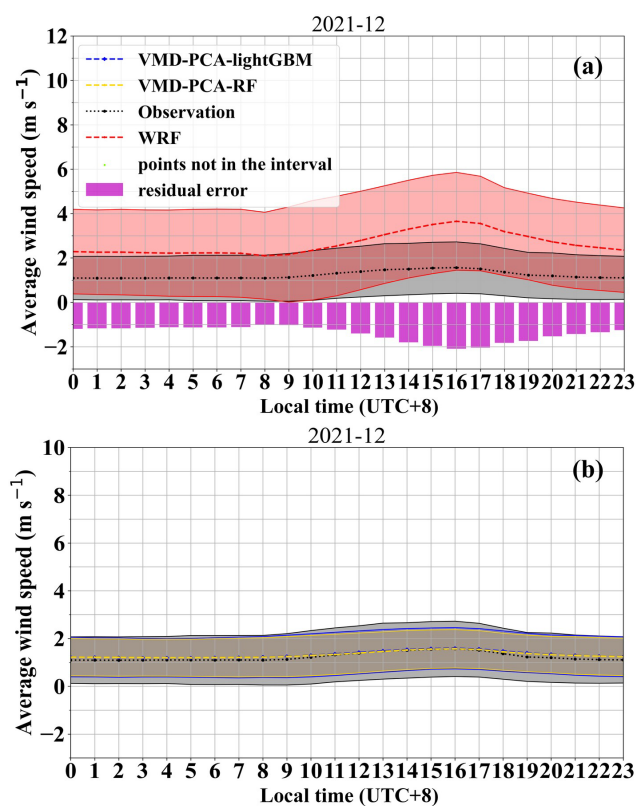 2021-12
12
10
8
6
4
2
0
−2
Average wind speed (m s⁻¹)
(a)
VMD-PCA-lightGBM
VMD-PCA-RF
Observation
WRF
points not in the interval
residual error
0 1 2 3 4 5 6 7 8 9 10 11 12 13 14 15 16 17 18 19 20 21 22 23
Local time (UTC+8)
2021-12
10
8
6
4
2
0
−2
Average wind speed (m s⁻¹)
(b)
0 1 2 3 4 5 6 7 8 9 10 11 12 13 14 15 16 17 18 19 20 21 22 23
Local time (UTC+8)